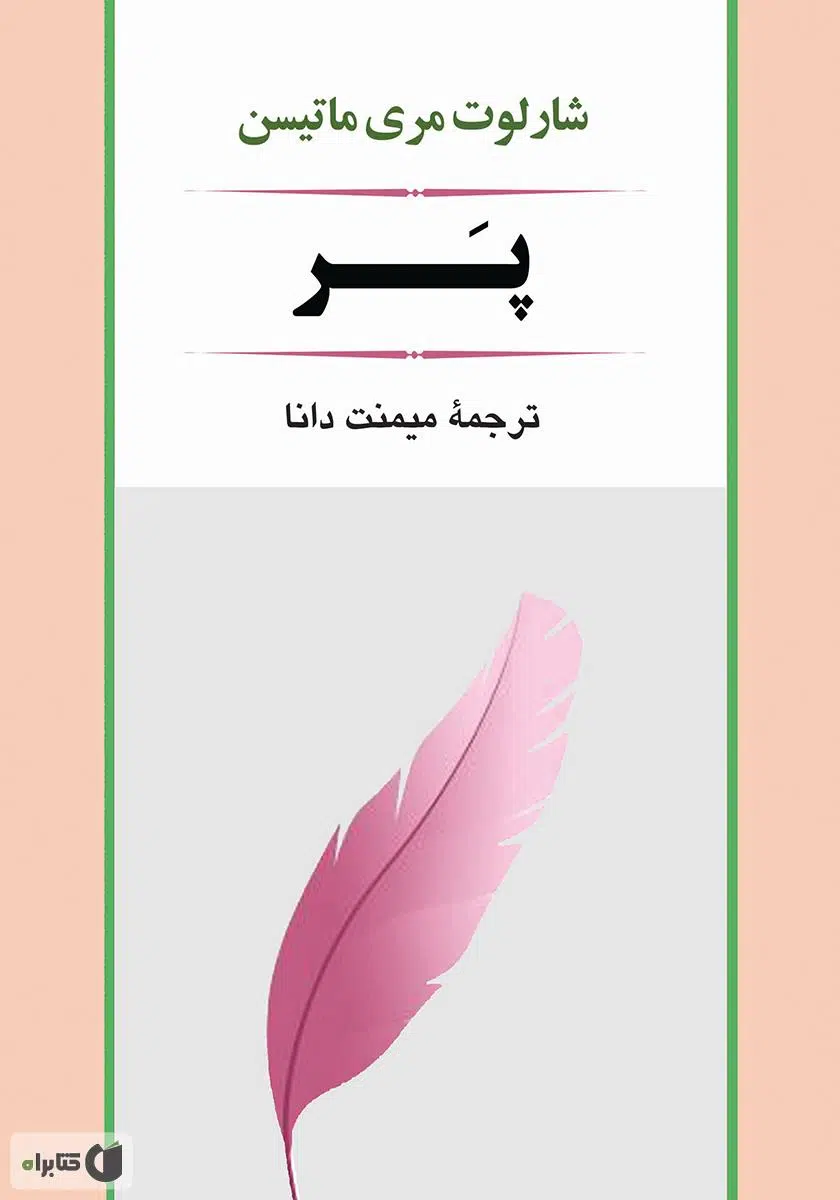 شارلوت مری ماتیسن
پَـــر
ترجمهٔ میمنت دانا
کتابراه